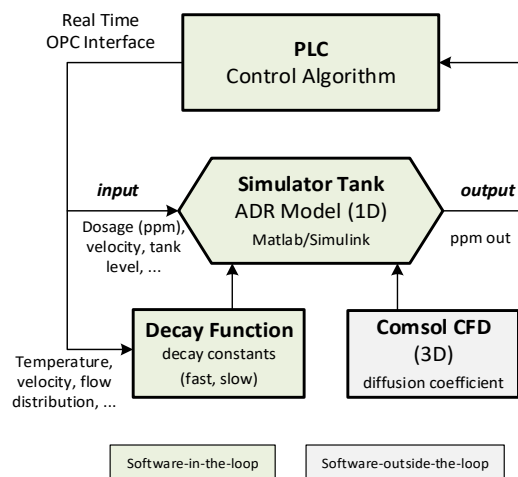 Real Time
OPC Interface
PLC
Control Algorithm
input
Simulator Tank
ADR Model (1D)
Matlab/Simulink
output
Dosage (ppm),
velocity, tank
level, ...
ppm out
Decay Function
decay constants
(fast, slow)
Comsol CFD
(3D)
diffusion coefficient
Temperature,
velocity, flow
distribution, ...
Software-in-the-loop
Software-outside-the-loop